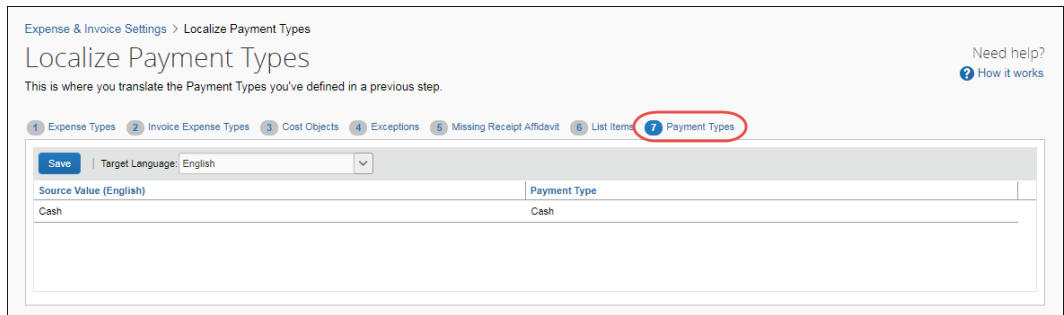 Expense & Invoice Settings > Localize Payment Types
Localize Payment Types
Need help?
? How it works
This is where you translate the Payment Types you've defined in a previous step.
1 Expense Types 2 Invoice Expense Types 3 Cost Objects 4 Exceptions 5 Missing Receipt Affidavit 6 List Items 7 Payment Types
Save | Target Language: English
Source Value (English) Payment Type
Cash Cash